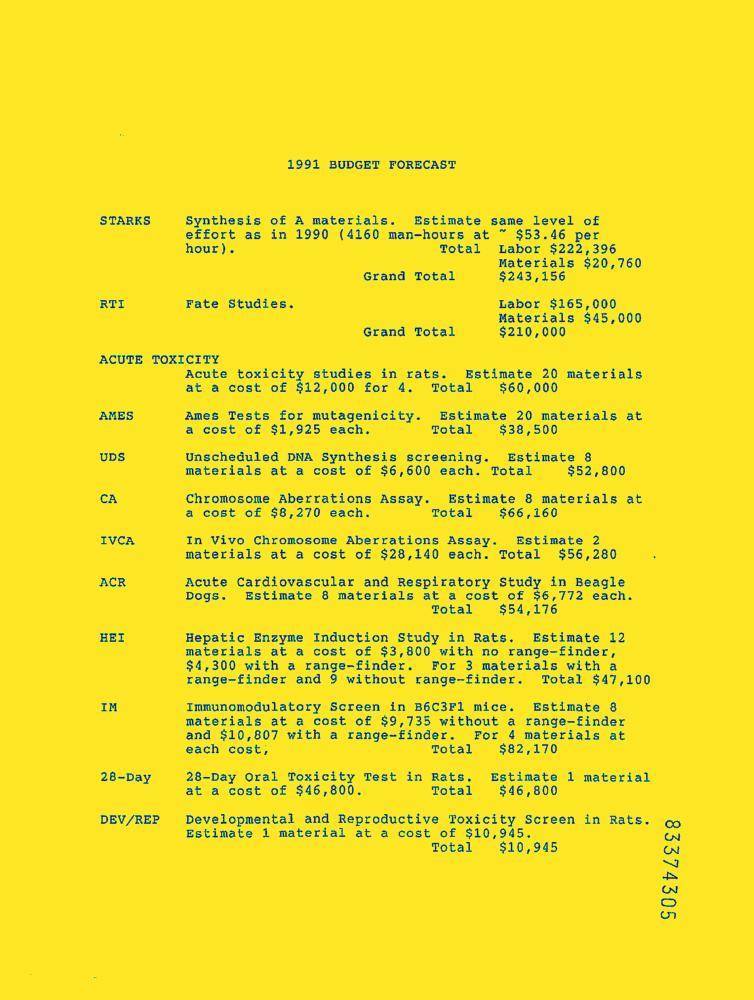 1991 BUDGET FORECAST
STARKS Synthesis of A materials. Estimate same level of
effort as in 1990 (4160 man-hours at ~ $53.46 per
hour). Total Labor $222,396
Materials $20,760
Grand Total $243,156
RTI Fate Studies. Labor $165,000
Materials $45,000
Grand Total $210,000
ACUTE TOXICITY
Acute toxicity studies in rats. Estimate 20 materials
at a cost of $12,000 for 4. Total $60,000
AMES Ames Tests for mutagenicity. Estimate 20 materials at
a cost of $1,925 each. Total $38,500
UDS Unscheduled DNA Synthesis screening. Estimate 8
materials at a cost of $6,600 each. Total $52,800
CA Chromosome Aberrations Assay. Estimate 8 materials at
a cost of $8,270 each. Total $66,160
IVCA In Vivo Chromosome Aberrations Assay. Estimate 2
materials at a cost of $28,140 each. Total $56,280
ACR Acute Cardiovascular and Respiratory Study in Beagle
Dogs. Estimate 8 materials at a cost of $6,772 each.
Total $54,176
HEI Hepatic Enzyme Induction Study in Rats. Estimate 12
materials at a cost of $3,800 with no range-finder,
$4,300 with a range-finder. For 3 materials with a
range-finder and 9 without range-finder. Total $47,100
IM Immunomodulatory Screen in B6C3F1 mice. Estimate 8
materials at a cost of $9,735 without a range-finder
and $10,807 with a range-finder. For 4 materials at
each cost, Total $82,170
28-Day 28-Day Oral Toxicity Test in Rats. Estimate 1 material
at a cost of $46,800. Total $46,800
DEV/REP Developmental and Reproductive Toxicity Screen in Rats.
Estimate 1 material at a cost of $10,945.
Total $10,945
83374305